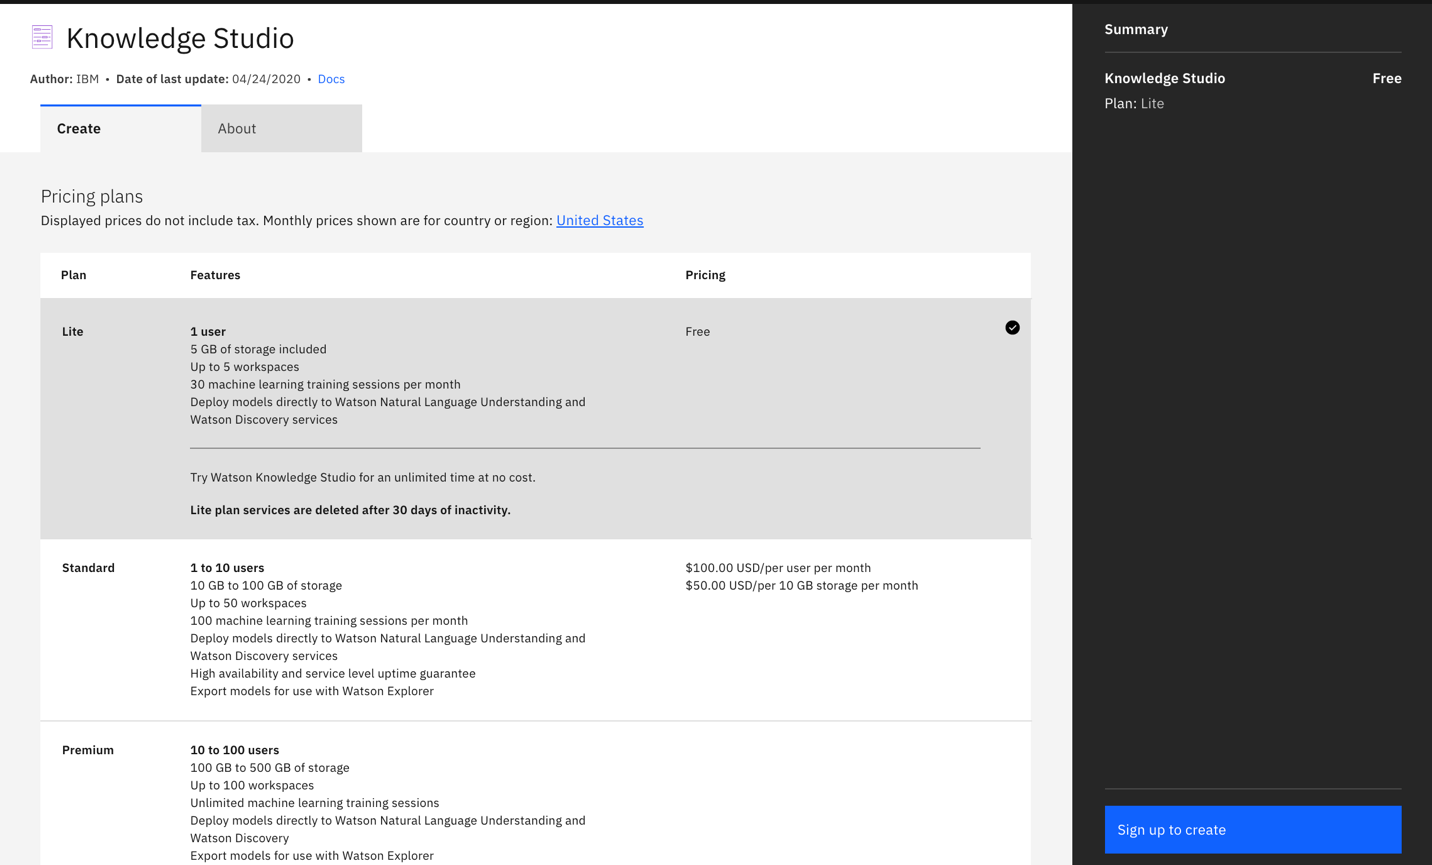 Knowledge Studio
Author: IBM • Date of last update: 04/24/2020 • Docs
Create
About
Pricing plans
Displayed prices do not include tax. Monthly prices shown are for country or region: United States
Plan
Features
Pricing
Lite
1 user
Free
5 GB of storage included
Up to 5 workspaces
30 machine learning training sessions per month
Deploy models directly to Watson Natural Language Understanding and
Watson Discovery services
Try Watson Knowledge Studio for an unlimited time at no cost.
Lite plan services are deleted after 30 days of inactivity.
Standard
1 to 10 users
$100.00 USD/per user per month
10 GB to 100 GB of storage
$50.00 USD/per 10 GB storage per month
Up to 50 workspaces
100 machine learning training sessions per month
Deploy models directly to Watson Natural Language Understanding and
Watson Discovery services
High availability and service level uptime guarantee
Export models for use with Watson Explorer
Premium
10 to 100 users
100 GB to 500 GB of storage
Up to 100 workspaces
Unlimited machine learning training sessions
Deploy models directly to Watson Natural Language Understanding and
Watson Discovery
Export models for use with Watson Explorer
Summary
Knowledge Studio
Free
Plan: Lite
Sign up to create